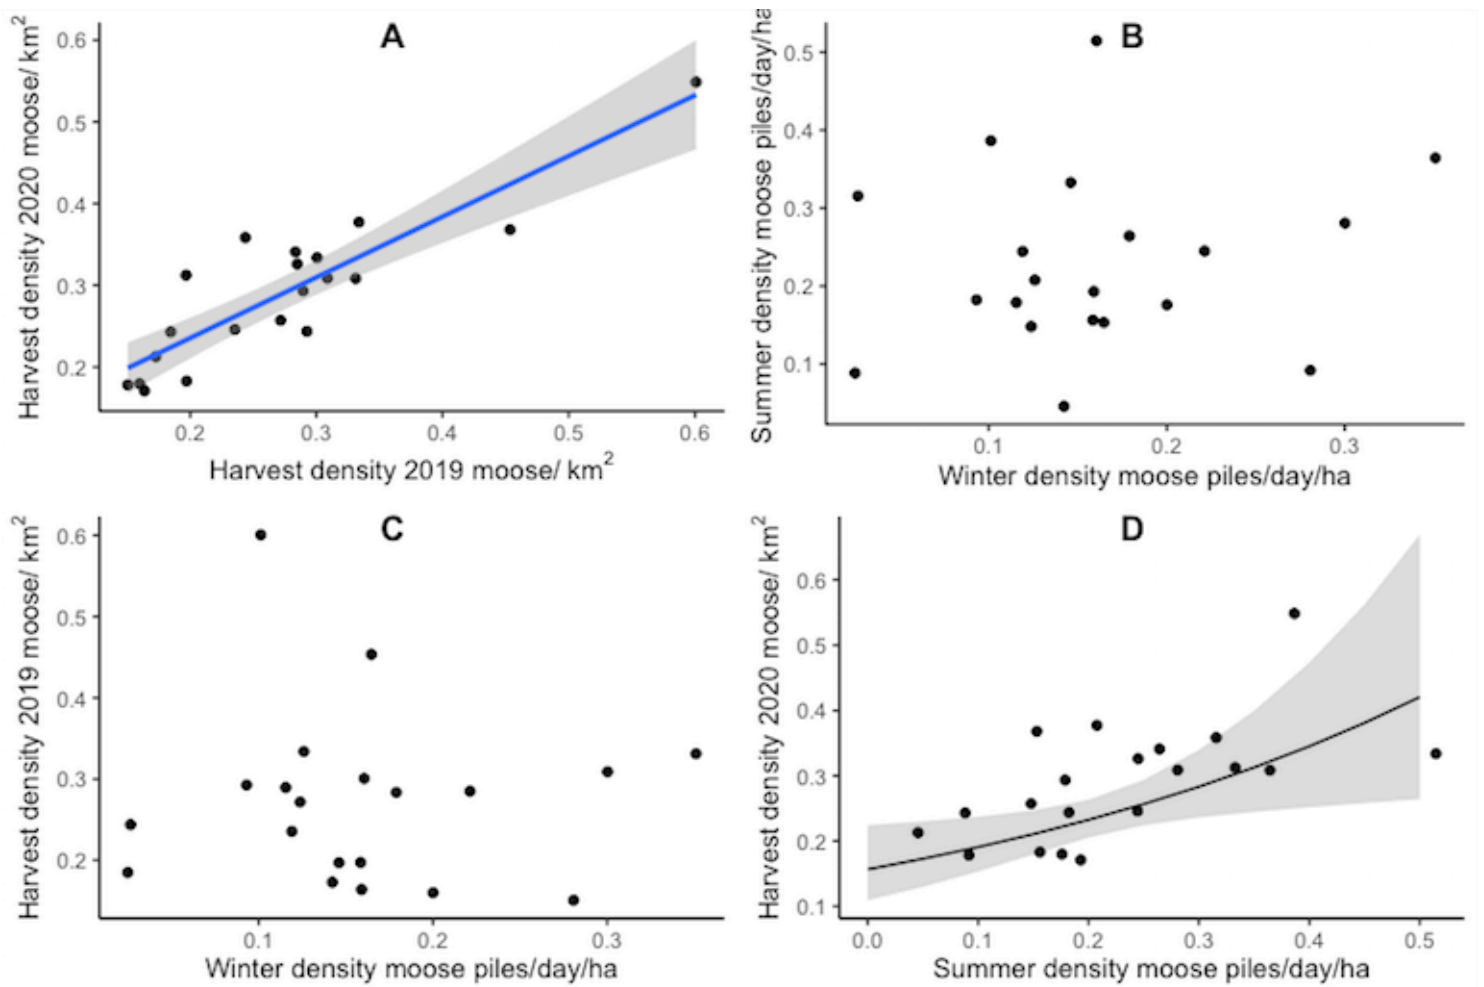 A
Harvest density 2020 moose/ km²
0.6
0.5
0.4
0.3
0.2
0.2 0.3 0.4 0.5 0.6
Harvest density 2019 moose/ km²
B
Summer density moose piles/day/ha
0.5
0.4
0.3
0.2
0.1
0.1 0.2 0.3
Winter density moose piles/day/ha
C
Harvest density 2019 moose/ km²
0.6
0.5
0.4
0.3
0.2
0.1 0.2 0.3
Winter density moose piles/day/ha
D
Harvest density 2020 moose/ km²
0.6
0.5
0.4
0.3
0.2
0.1
0.0 0.1 0.2 0.3 0.4 0.5
Summer density moose piles/day/ha